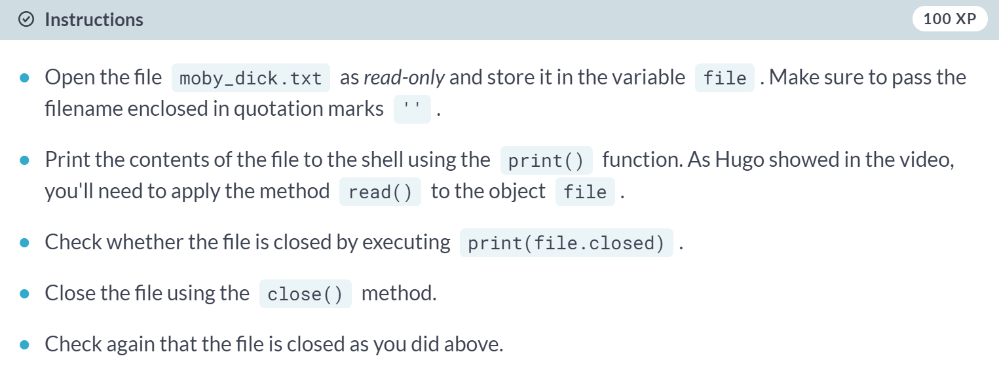 Instructions
100 XP
Open the file moby_dick.txt as read-only and store it in the variable file . Make sure to pass the
filename enclosed in quotation marks '' .
Print the contents of the file to the shell using the print() function. As Hugo showed in the video,
you'll need to apply the method read() to the object file .
Check whether the file is closed by executing print(file.closed) .
Close the file using the close() method.
Check again that the file is closed as you did above.